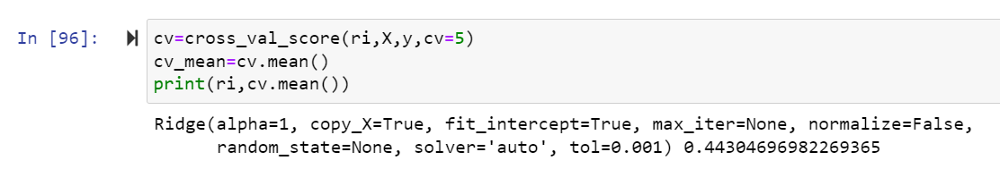 In [96]: cv=cross_val_score(ri,X,y,cv=5)
cv_mean=cv.mean()
print(ri,cv.mean())
Ridge(alpha=1, copy_X=True, fit_intercept=True, max_iter=None, normalize=False,
random_state=None, solver='auto', tol=0.001) 0.44304696982269365